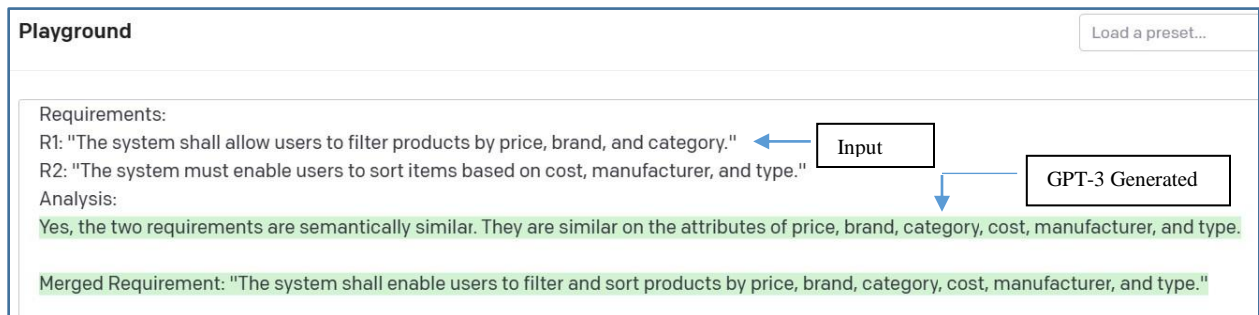 Playground
Load a preset...
Requirements:
R1: "The system shall allow users to filter products by price, brand, and category."
Input
R2: "The system must enable users to sort items based on cost, manufacturer, and type."
GPT-3 Generated
Analysis:
Yes, the two requirements are semantically similar. They are similar on the attributes of price, brand, category, cost, manufacturer, and type.
Merged Requirement: "The system shall enable users to filter and sort products by price, brand, category, cost, manufacturer, and type."